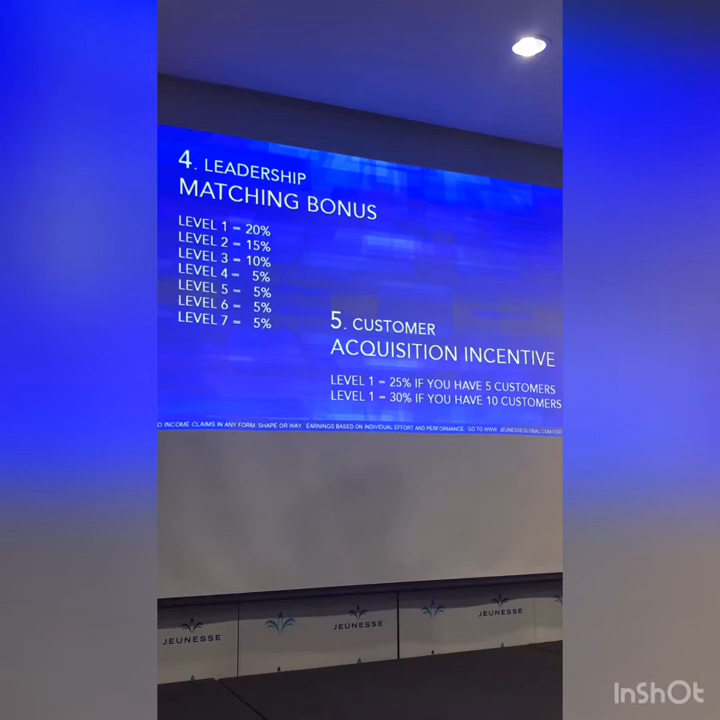 4. LEADERSHIP
MATCHING BONUS
LEVEL 1 = 20%
LEVEL 2 = 15%
LEVEL 3 = 10%
LEVEL 4 = 5%
LEVEL 5 = 5%
LEVEL 6 = 5%
LEVEL 7 = 5%
5. CUSTOMER
ACQUISITION INCENTIVE
LEVEL 1 = 25% IF YOU HAVE 5 CUSTOMERS
LEVEL 1 = 30% IF YOU HAVE 10 CUSTOMERS
INCOME CLAIMS IN ANY FORM, SHAPE OR WAY. EARNINGS BASED ON INDIVIDUAL EFFORT AND PERFORMANCE. GO TO WWW. JEUNESSEGLOBAL.COM
JEUNESSE
JEUNESSE
JEUNESSE
InShOt